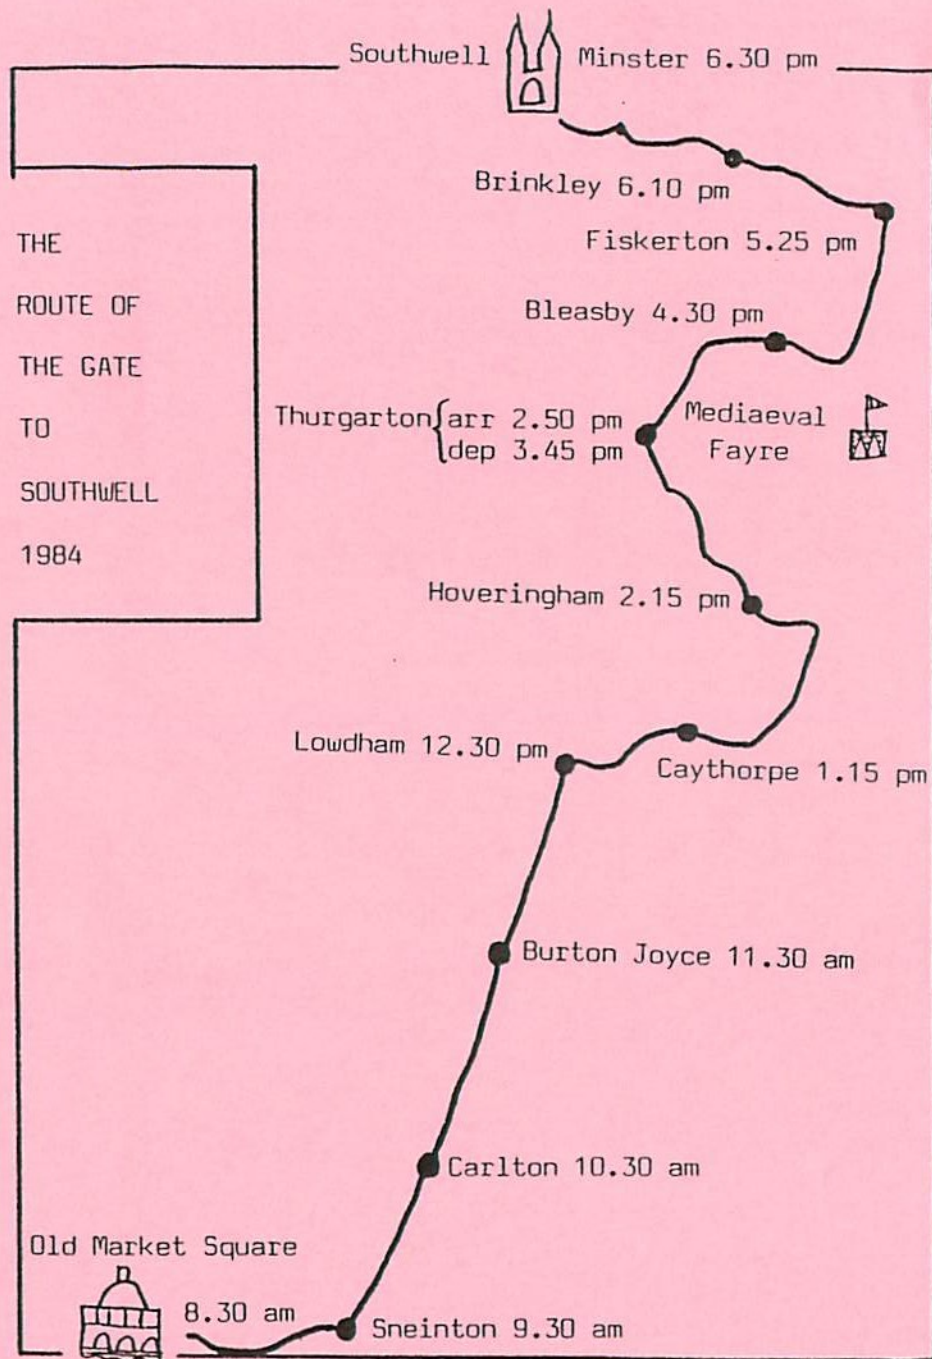 Southwell Minster 6.30 pm
Brinkley 6.10 pm
Fiskerton 5.25 pm
THE
ROUTE OF
THE GATE
TO
SOUTHWELL
1984
Bleasby 4.30 pm
Thurgarton{arr 2.50 pm
dep 3.45 pm
Mediaeval
Fayre
Hoveringham 2.15 pm
Lowdham 12.30 pm
Caythorpe 1.15 pm
Burton Joyce 11.30 am
Carlton 10.30 am
Old Market Square
8.30 am
Sneinton 9.30 am